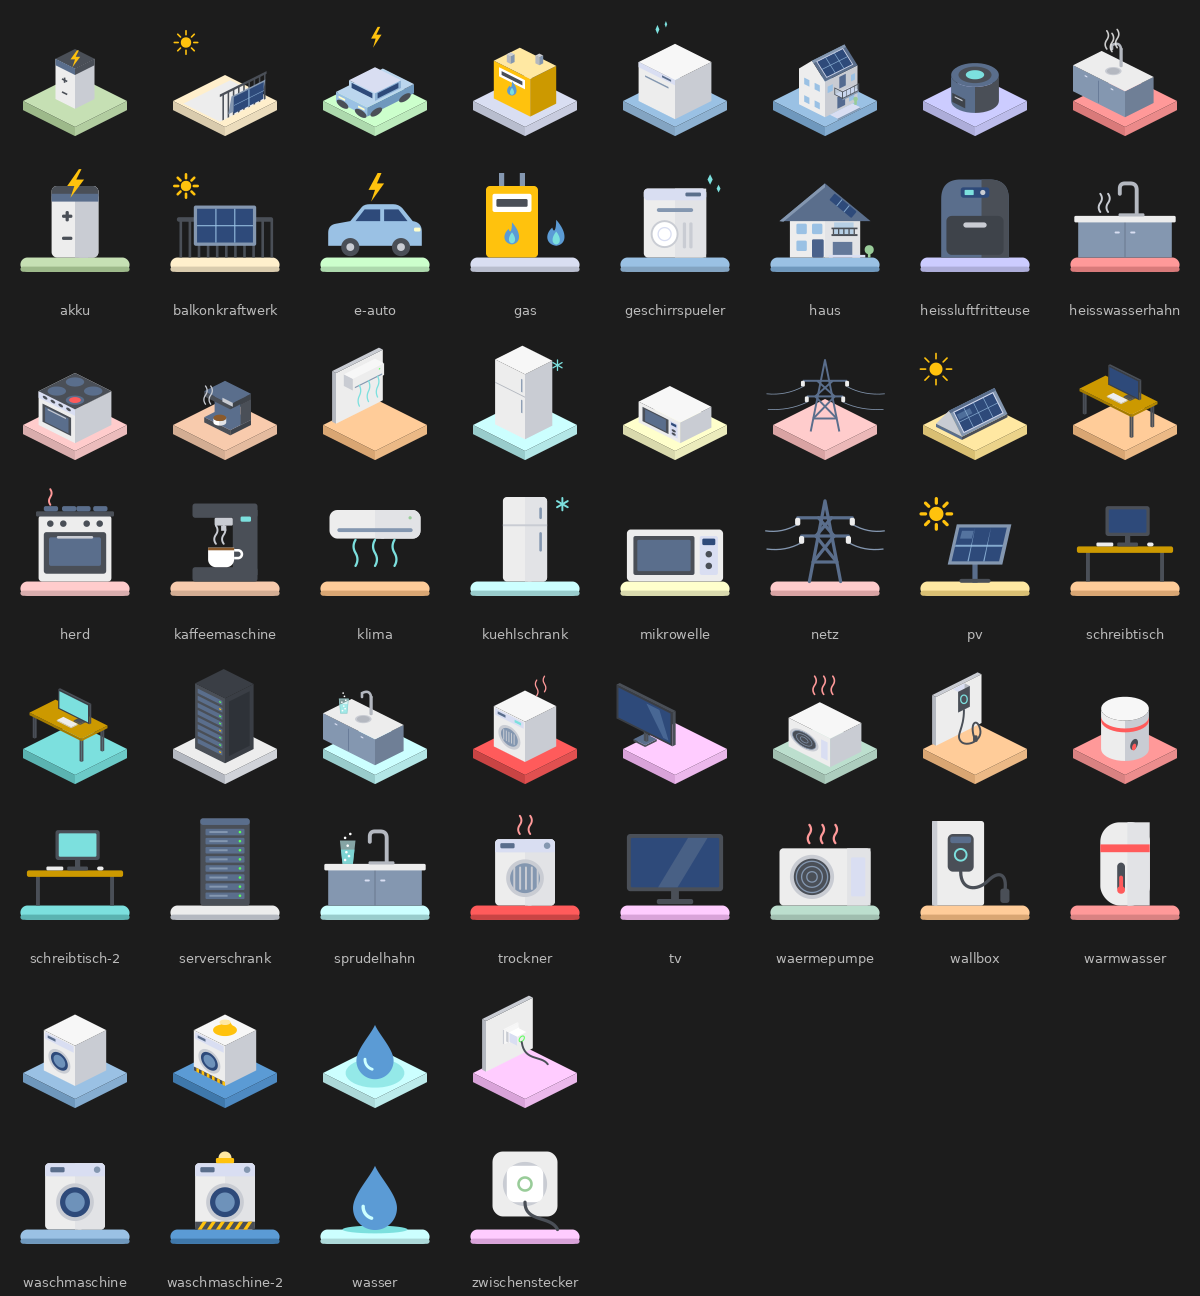 akku balkonkraftwerk e-auto gas geschirrspueler haus heissluftfritteuse heisswasserhahn
herd kaffeemaschine klima kuehlschrank mikrowelle netz pv schreibtisch
schreibtisch-2 serverschrank sprudelhahn trockner tv waermepumpe wallbox warmwasser
waschmaschine waschmaschine-2 wasser zwischenstecker